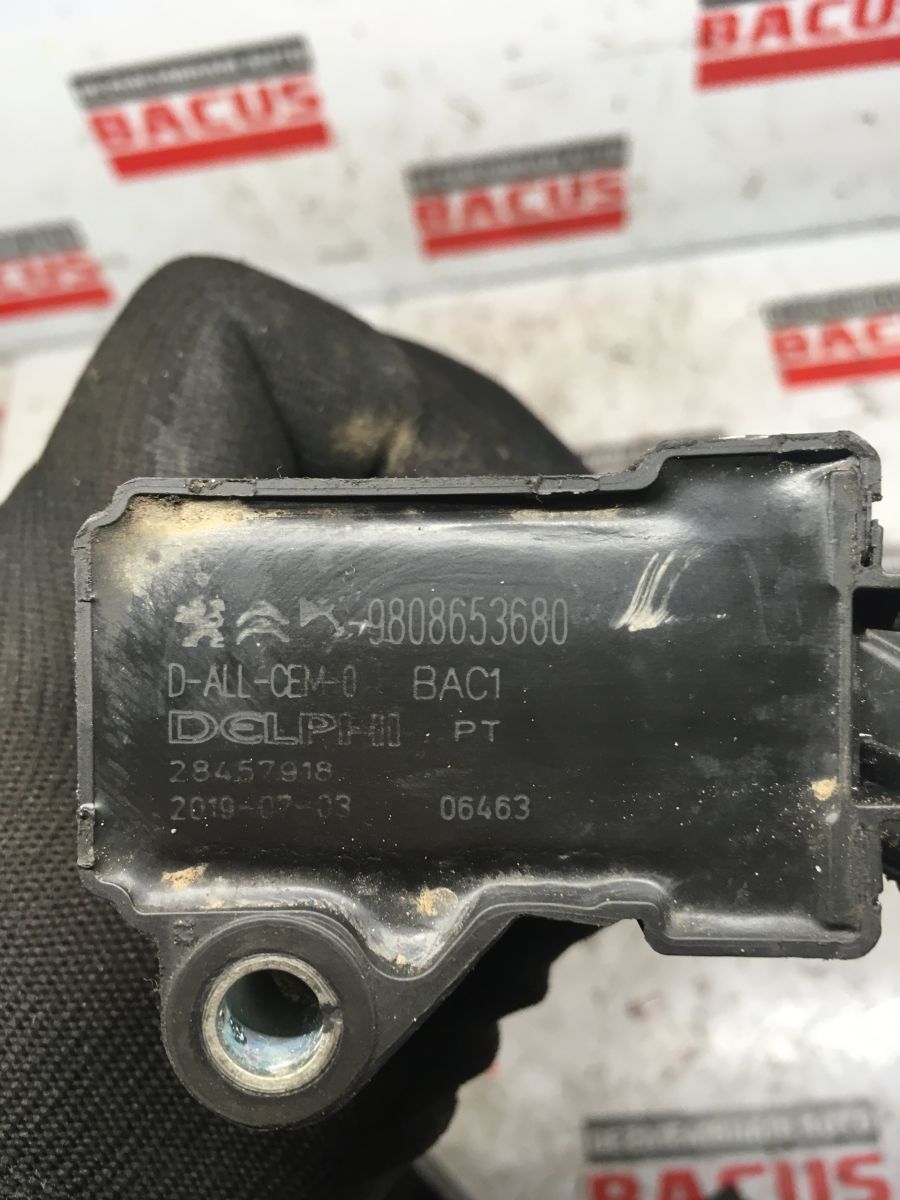 BACUS
BACUS
BACUS
BACUS
9808653680
D-ALL-CEM-0 BAC1
DELPHI PT
28457918
2019-07-03 06463
BACUS